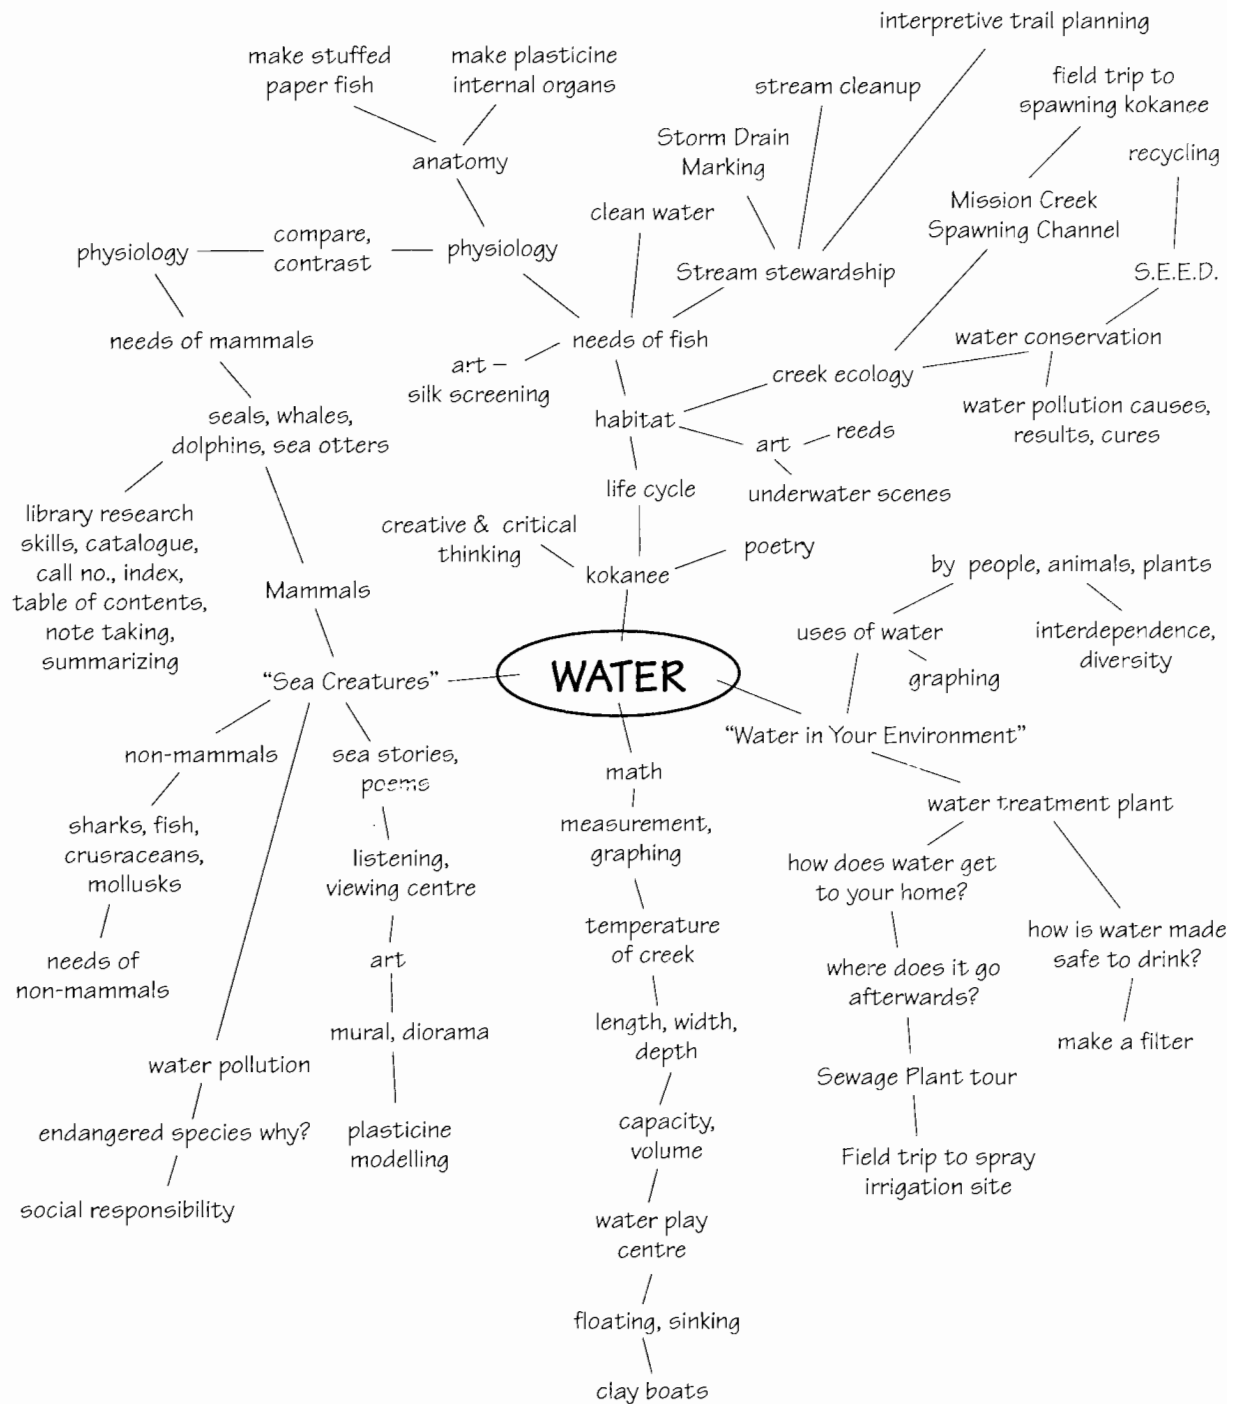 interpretive trail planning
make stuffed
paper fish
make plasticine
internal organs
stream cleanup
field trip to
spawning kokanee
Storm Drain
Marking
anatomy
recycling
clean water
Mission Creek
Spawning Channel
physiology
compare,
contrast
physiology
Stream stewardship
S.E.E.D.
needs of mammals
needs of fish
water conservation
art –
silk screening
creek ecology
seals, whales,
dolphins, sea otters
habitat
art
reeds
water pollution causes,
results, cures
life cycle
underwater scenes
library research
skills, catalogue,
call no., index,
table of contents,
note taking,
summarizing
creative & critical
thinking
kokanee
poetry
by people, animals, plants
Mammals
uses of water
interdependence,
diversity
graphing
"Sea Creatures"
WATER
"Water in Your Environment"
non-mammals
sea stories,
poems
math
water treatment plant
sharks, fish,
crusraceans,
mollusks
listening,
viewing centre
measurement,
graphing
how does water get
to your home?
needs of
non-mammals
art
temperature
of creek
where does it go
afterwards?
how is water made
safe to drink?
mural, diorama
length, width,
depth
make a filter
water pollution
Sewage Plant tour
endangered species why?
plasticine
modelling
capacity,
volume
Field trip to spray
irrigation site
social responsibility
water play
centre
floating, sinking
clay boats